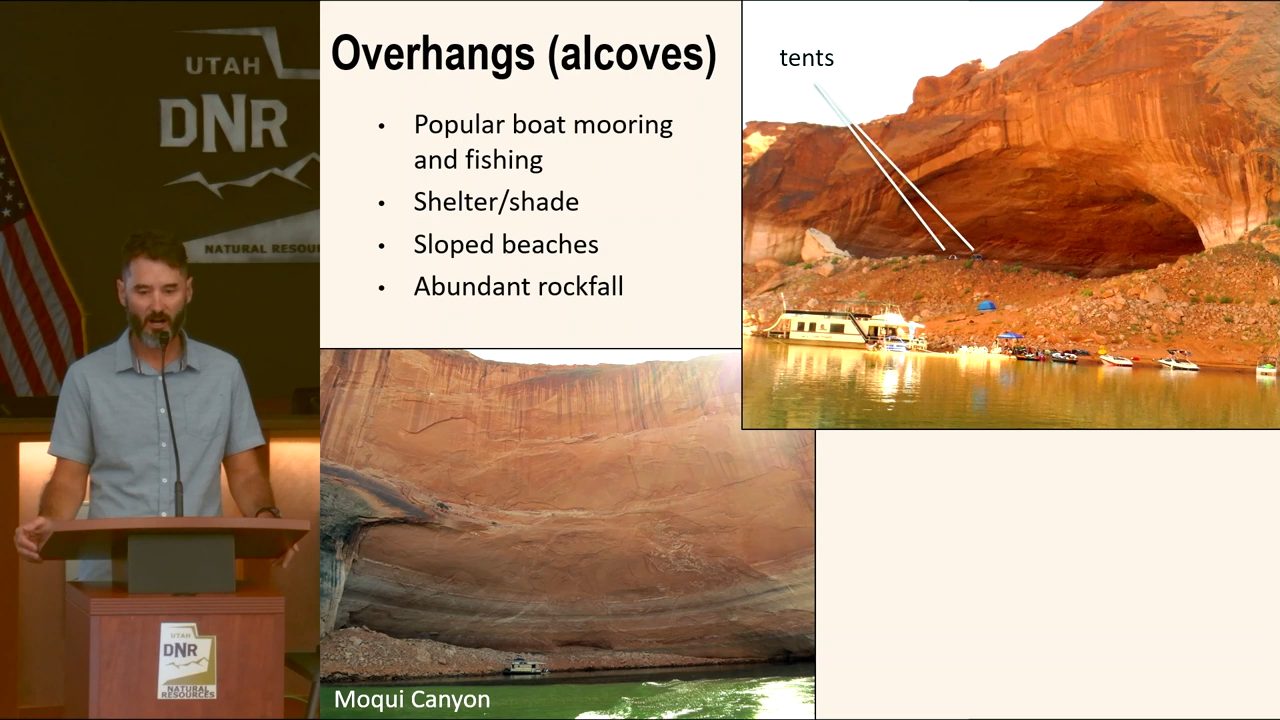 UTAH
DNR
NATURAL RESOU
UTAH
DNR
NATURAL
RESOURCES
Overhangs (alcoves)
• Popular boat mooring
and fishing
• Shelter/shade
• Sloped beaches
• Abundant rockfall
tents
Moqui Canyon